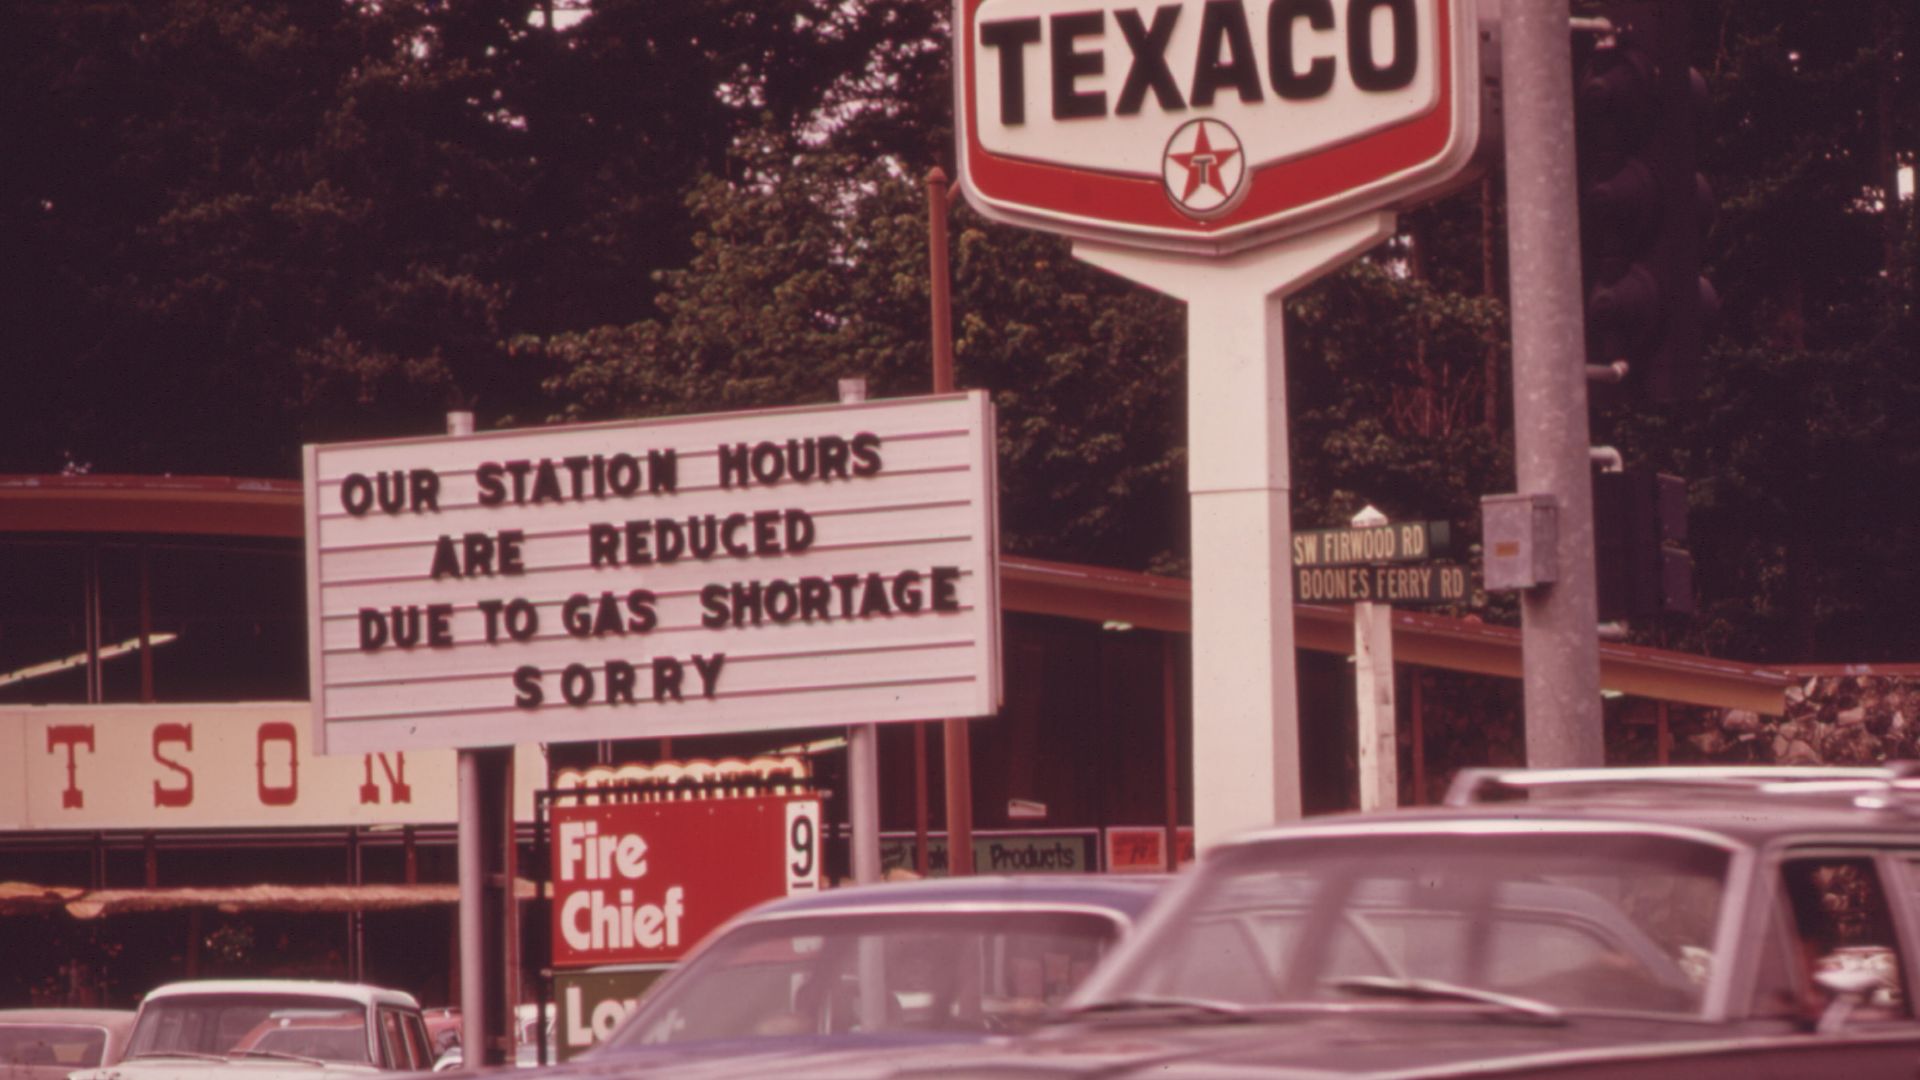 TEXACO
T
OUR STATION HOURS
ARE REDUCED
DUE TO GAS SHORTAGE
SORRY
SW FIRWOOD RD
BOONES FERRY RD
TSON
Fire
Chief
9
Products